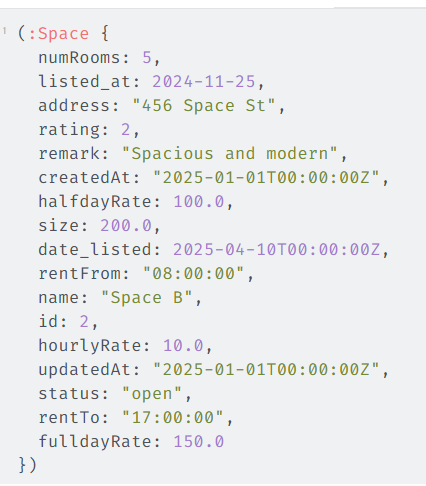 1 (:Space {
numRooms: 5,
listed_at: 2024-11-25,
address: "456 Space St",
rating: 2,
remark: "Spacious and modern",
createdAt: "2025-01-01T00:00:00Z",
halfdayRate: 100.0,
size: 200.0,
date_listed: 2025-04-10T00:00:00Z,
rentFrom: "08:00:00",
name: "Space B",
id: 2,
hourlyRate: 10.0,
updatedAt: "2025-01-01T00:00:00Z",
status: "open",
rentTo: "17:00:00",
fulldayRate: 150.0
})